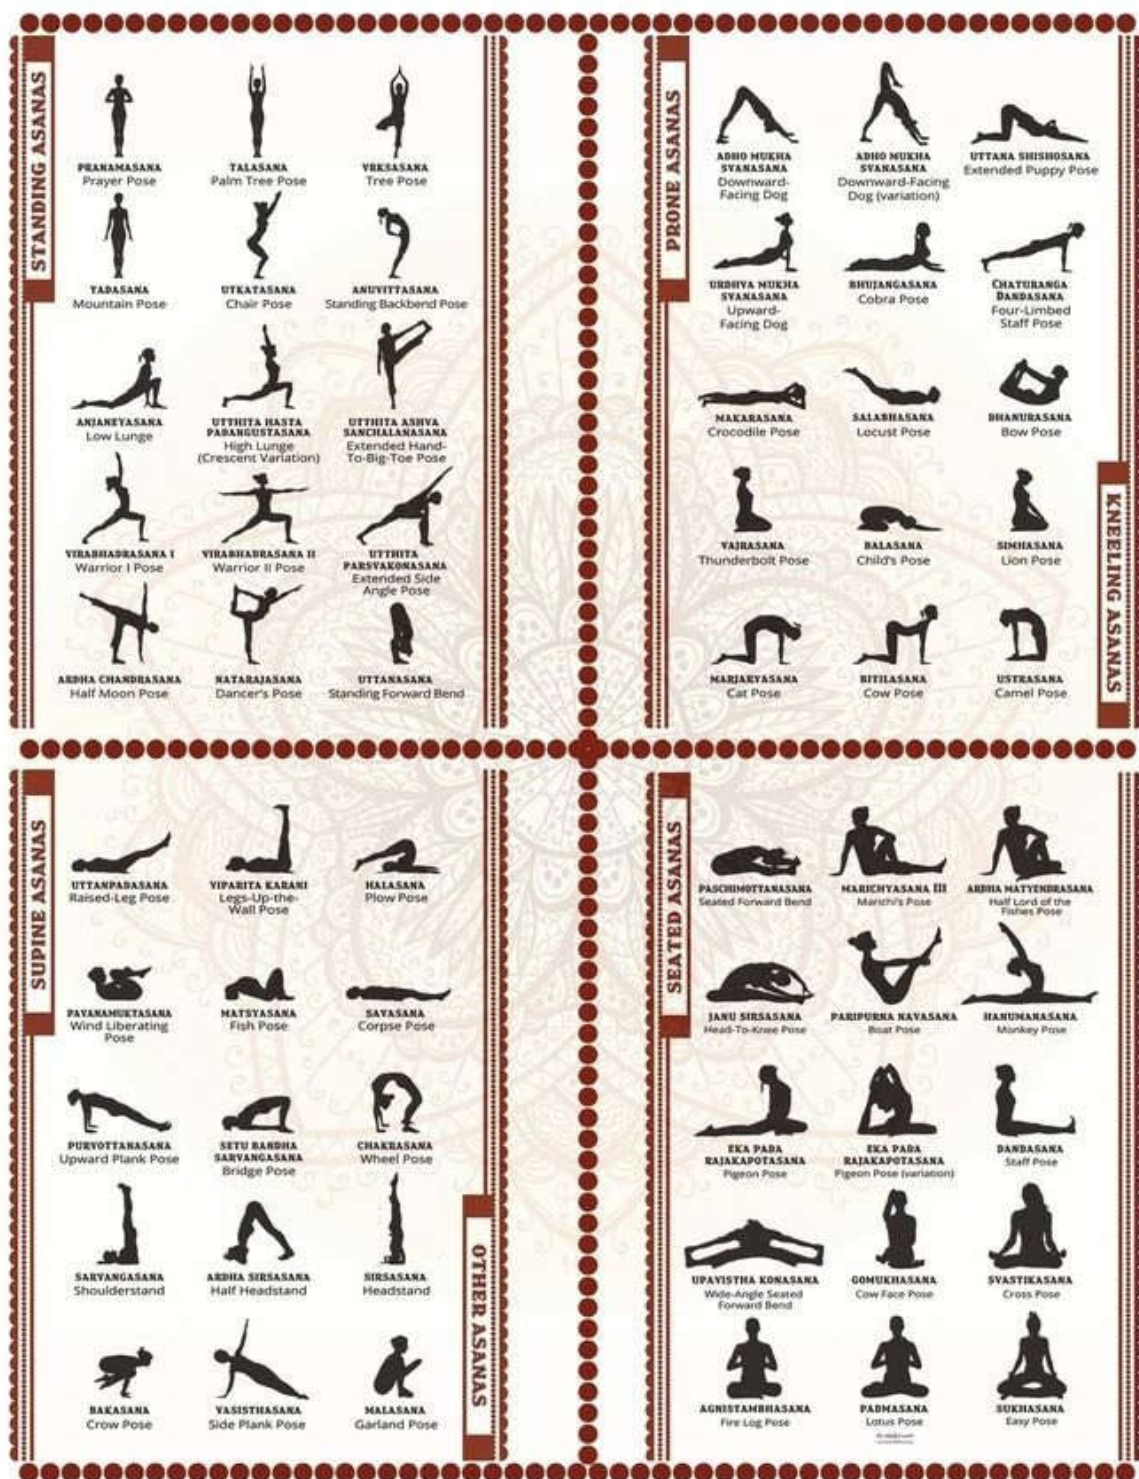 STANDING ASANAS
PRANAMASANA
Prayer Pose
TALASANA
Palm Tree Pose
VRKSASANA
Tree Pose
TADASANA
Mountain Pose
UTKATASANA
Chair Pose
ANUVITTASANA
Standing Backbend Pose
ANJANEYASANA
Low Lunge
UTTHITA HASTA
PADANGUSTASANA
High Lunge
(Crescent Variation)
UTTHITA ASHVA
SANCHALANASANA
Extended Hand-
To-Big-Toe Pose
VIRABHADRASANA I
Warrior I Pose
VIRABHADRASANA II
Warrior II Pose
UTTHITA
PARSVAKONASANA
Extended Side
Angle Pose
ARDHA CHANDRASANA
Half Moon Pose
NATARAJASANA
Dancer's Pose
UTTANASANA
Standing Forward Bend
PRONE ASANAS
ADHO MUKHA
SVANASANA
Downward-
Facing Dog
ADHO MUKHA
SVANASANA
Downward-Facing
Dog (variation)
UTTANA SHISHOSANA
Extended Puppy Pose
URDHVA MUKHA
SVANASANA
Upward-
Facing Dog
BHUJANGASANA
Cobra Pose
CHATURANGA
DANDASANA
Four-Limbed
Staff Pose
MAKARASANA
Crocodile Pose
SALABHASANA
Locust Pose
DHANURASANA
Bow Pose
KNEELING ASANAS
VAJRASANA
Thunderbolt Pose
BALASANA
Child's Pose
SIMHASANA
Lion Pose
MARJARYASANA
Cat Pose
BITILASANA
Cow Pose
USTRASANA
Camel Pose
SUPINE ASANAS
UTTANPADASANA
Raised-Leg Pose
VIPARITA KARANI
Legs-Up-the-
Wall Pose
HALASANA
Plow Pose
PAVANAMUKTASANA
Wind Liberating
Pose
MATSYASANA
Fish Pose
SAVASANA
Corpse Pose
PURVOTTANASANA
Upward Plank Pose
SETU BANDHA
SARVANGASANA
Bridge Pose
CHAKRASANA
Wheel Pose
OTHER ASANAS
SARVANGASANA
Shoulderstand
ARDHA SIRSASANA
Half Headstand
SIRSASANA
Headstand
BAKASANA
Crow Pose
VASISTHASANA
Side Plank Pose
MALASANA
Garland Pose
SEATED ASANAS
PASCHIMOTTANASANA
Seated Forward Bend
MARICHYASANA III
Marichi's Pose
ARDHA MATYENDRASANA
Half Lord of the
Fishes Pose
JANU SIRSASANA
Head-To-Knee Pose
PARIPURNA NAVASANA
Boat Pose
HANUMANASANA
Monkey Pose
EKA PADA
RAJAKAPOTASANA
Pigeon Pose
EKA PADA
RAJAKAPOTASANA
Pigeon Pose (variation)
DANDASANA
Staff Pose
UPAVISTHA KONASANA
Wide-Angle Seated
Forward Bend
GOMUKHASANA
Cow Face Pose
SVASTIKASANA
Cross Pose
AGNISTAMBHASANA
Fire Log Pose
PADMASANA
Lotus Pose
SUKHASANA
Easy Pose